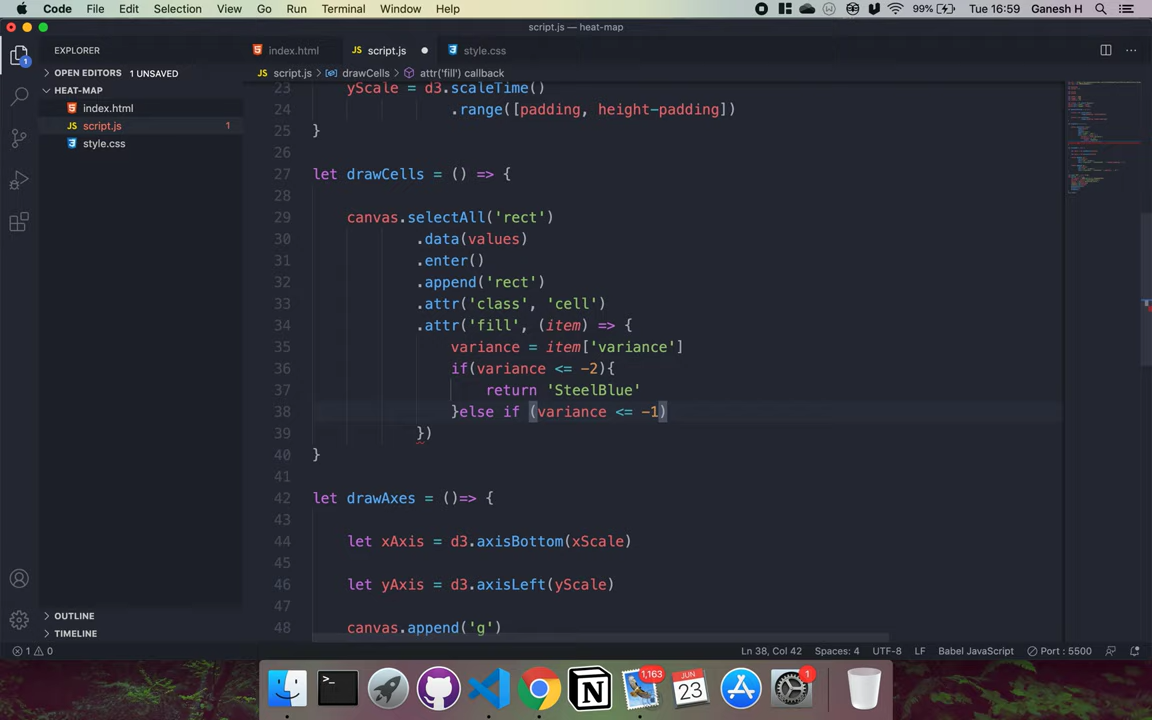 Code File Edit Selection View Go Run Terminal Window Help 99% Tue 16:59 Ganesh H
script.js — heat-map
EXPLORER index.html script.js style.css
OPEN EDITORS 1 UNSAVED script.js > drawCells > attr('fill') callback
HEAT-MAP
index.html
script.js 1
style.css
23 yScale = d3.scaleTime()
24 .range([padding, height-padding])
25 }
26
27 let drawCells = () => {
28
29 canvas.selectAll('rect')
30 .data(values)
31 .enter()
32 .append('rect')
33 .attr('class', 'cell')
34 .attr('fill', (item) => {
35 variance = item['variance']
36 if(variance <= -2){
37 return 'SteelBlue'
38 }else if (variance <= -1)
39 })
40 }
41
42 let drawAxes = ()=> {
43
44 let xAxis = d3.axisBottom(xScale)
45
46 let yAxis = d3.axisLeft(yScale)
47
48 canvas.append('g')
OUTLINE
TIMELINE
1 0 Ln 38, Col 42 Spaces: 4 UTF-8 LF Babel JavaScript Port : 5500
1
1,163
JUN
23
1